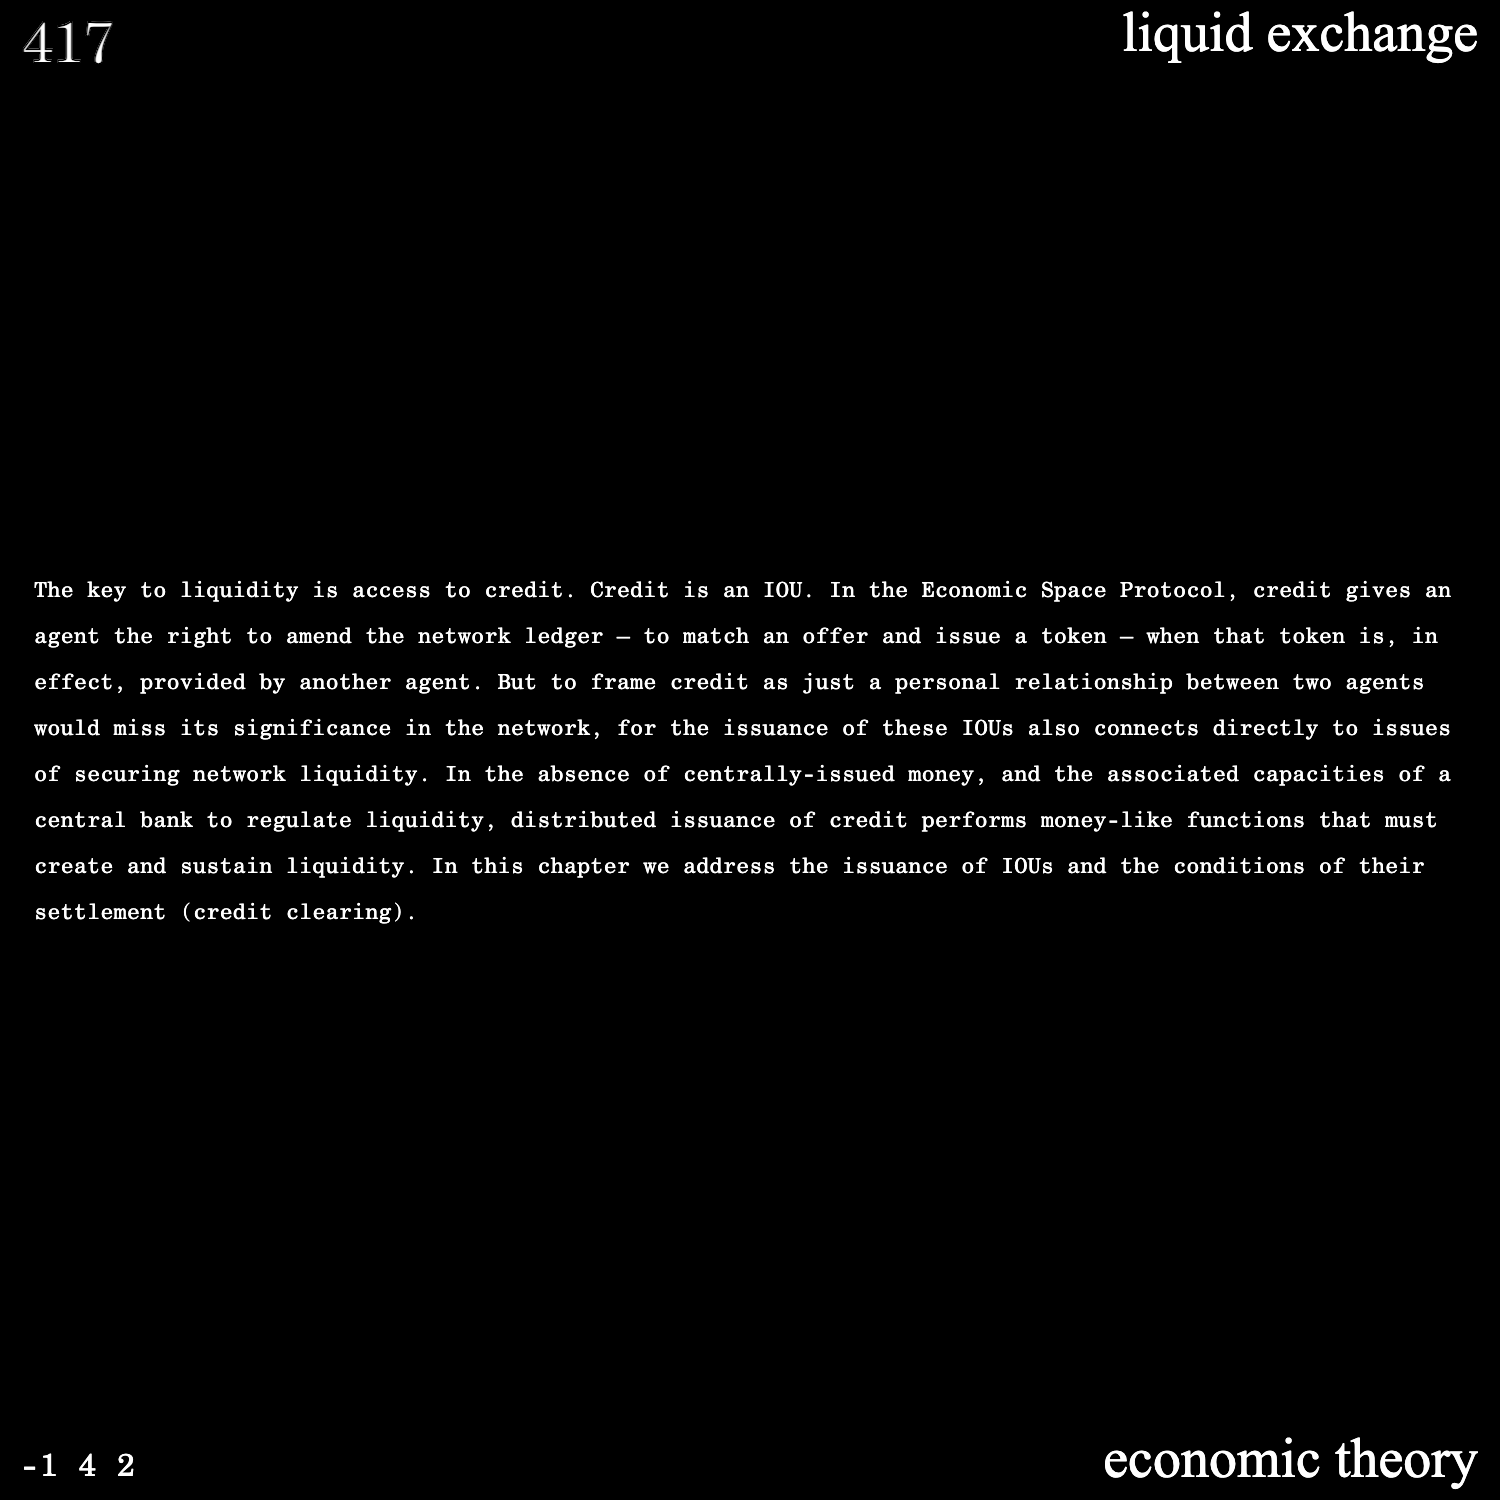 417
liquid exchange
The key to liquidity is access to credit. Credit is an IOU. In the Economic Space Protocol, credit gives an
agent the right to amend the network ledger — to match an offer and issue a token — when that token is, in
effect, provided by another agent. But to frame credit as just a personal relationship between two agents
would miss its significance in the network, for the issuance of these IOUs also connects directly to issues
of securing network liquidity. In the absence of centrally-issued money, and the associated capacities of a
central bank to regulate liquidity, distributed issuance of credit performs money-like functions that must
create and sustain liquidity. In this chapter we address the issuance of IOUs and the conditions of their
settlement (credit clearing).
-1 4 2
economic theory